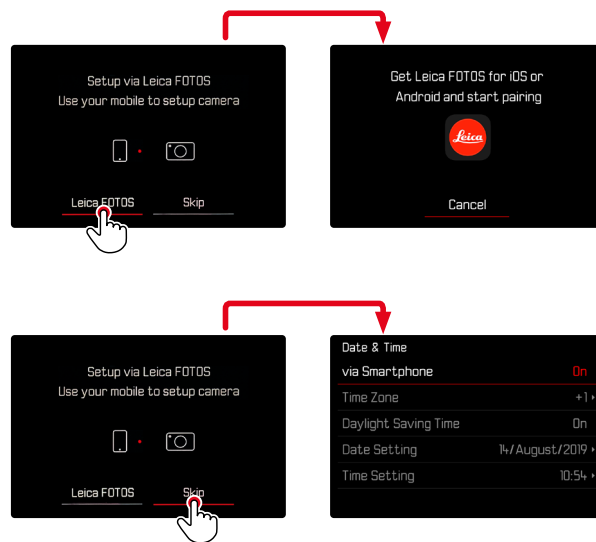 Setup via Leica FOTOS
Use your mobile to setup camera
Leica FOTOS Skip
Get Leica FOTOS for iOS or
Android and start pairing
Leica
Cancel
Setup via Leica FOTOS
Use your mobile to setup camera
Leica FOTOS Skip
Date & Time
via Smartphone On
Time Zone +1
Daylight Saving Time On
Date Setting 14/August/2019
Time Setting 10:54